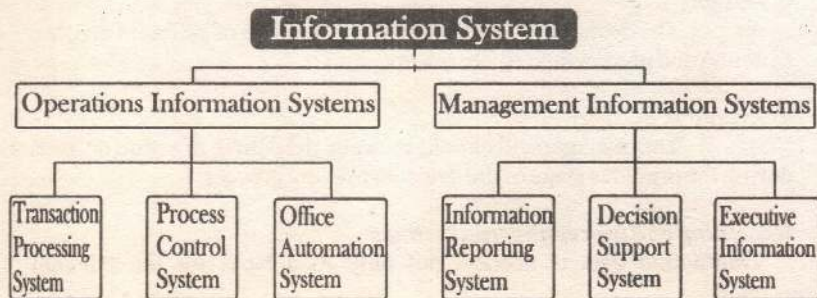 Information System
Operations Information Systems
Management Information Systems
Transaction
Processing
System
Process
Control
System
Office
Automation
System
Information
Reporting
System
Decision
Support
System
Executive
Information
System